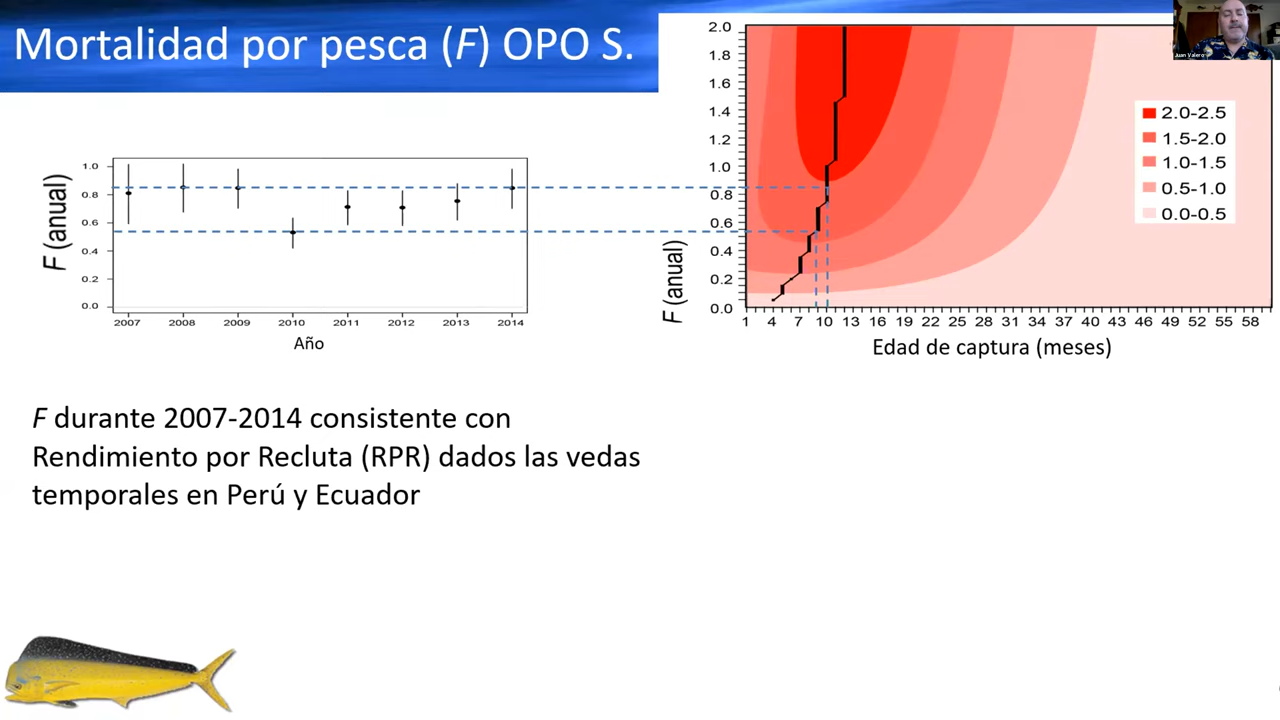 Mortalidad por pesca (F) OPO S.
Juan Valero
F (anual)
1.0
0.8
0.6
0.4
0.2
0.0
2007 2008 2009 2010 2011 2012 2013 2014
Año
F (anual)
2.0
1.8
1.6
1.4
1.2
1.0
0.8
0.6
0.4
0.2
0.0
2.0-2.5
1.5-2.0
1.0-1.5
0.5-1.0
0.0-0.5
1 4 7 10 13 16 19 22 25 28 31 34 37 40 43 46 49 52 55 58
Edad de captura (meses)
F durante 2007-2014 consistente con
Rendimiento por Recluta (RPR) dados las vedas
temporales en Perú y Ecuador